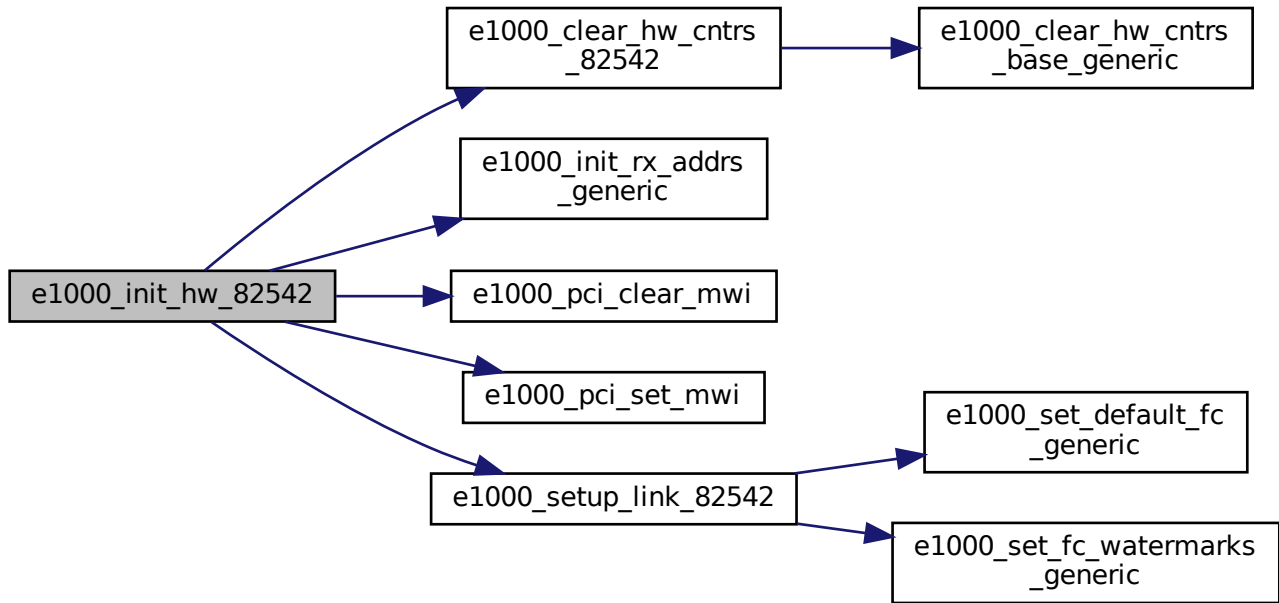 e1000_clear_hw_cntrs
_82542
e1000_clear_hw_cntrs
_base_generic
e1000_init_rx_addrs
_generic
e1000_init_hw_82542
e1000_pci_clear_mwi
e1000_pci_set_mwi
e1000_setup_link_82542
e1000_set_default_fc
_generic
e1000_set_fc_watermarks
_generic